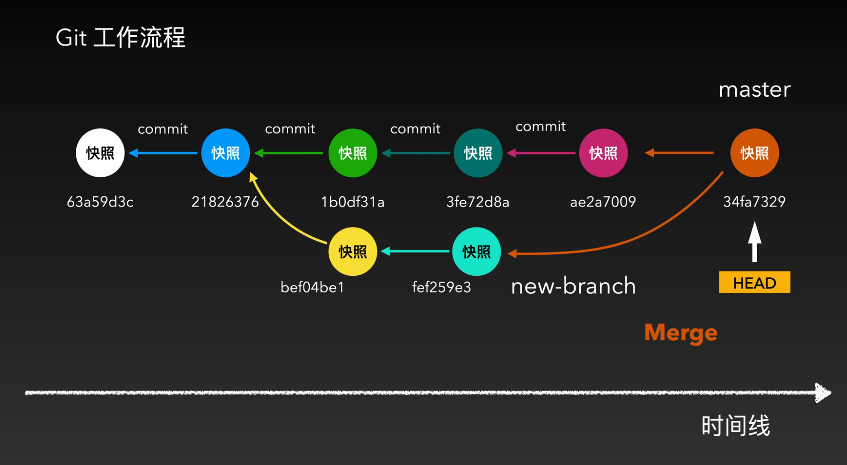 Git 工作流程
master
commit
commit
commit
commit
快照
快照
快照
快照
快照
快照
63a59d3c
21826376
1b0df31a
3fe72d8a
ae2a7009
34fa7329
快照
快照
bef04be1
fef259e3
new-branch
HEAD
Merge
时间线